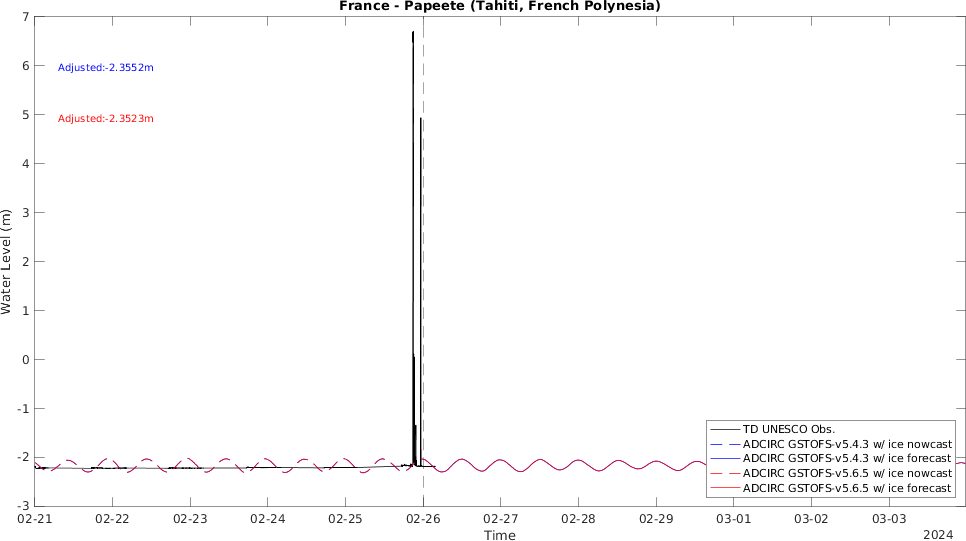 France - Papeete (Tahiti, French Polynesia)
7
6
5
4
3
2
1
0
-1
-2
-3
Water Level (m)
Adjusted:-2.3552m
Adjusted:-2.3523m
TD UNESCO Obs.
ADCIRC GSTOFS-v5.4.3 w/ ice nowcast
ADCIRC GSTOFS-v5.4.3 w/ ice forecast
ADCIRC GSTOFS-v5.6.5 w/ ice nowcast
ADCIRC GSTOFS-v5.6.5 w/ ice forecast
02-21 02-22 02-23 02-24 02-25 02-26 02-27 02-28 02-29 03-01 03-02 03-03
Time
2024